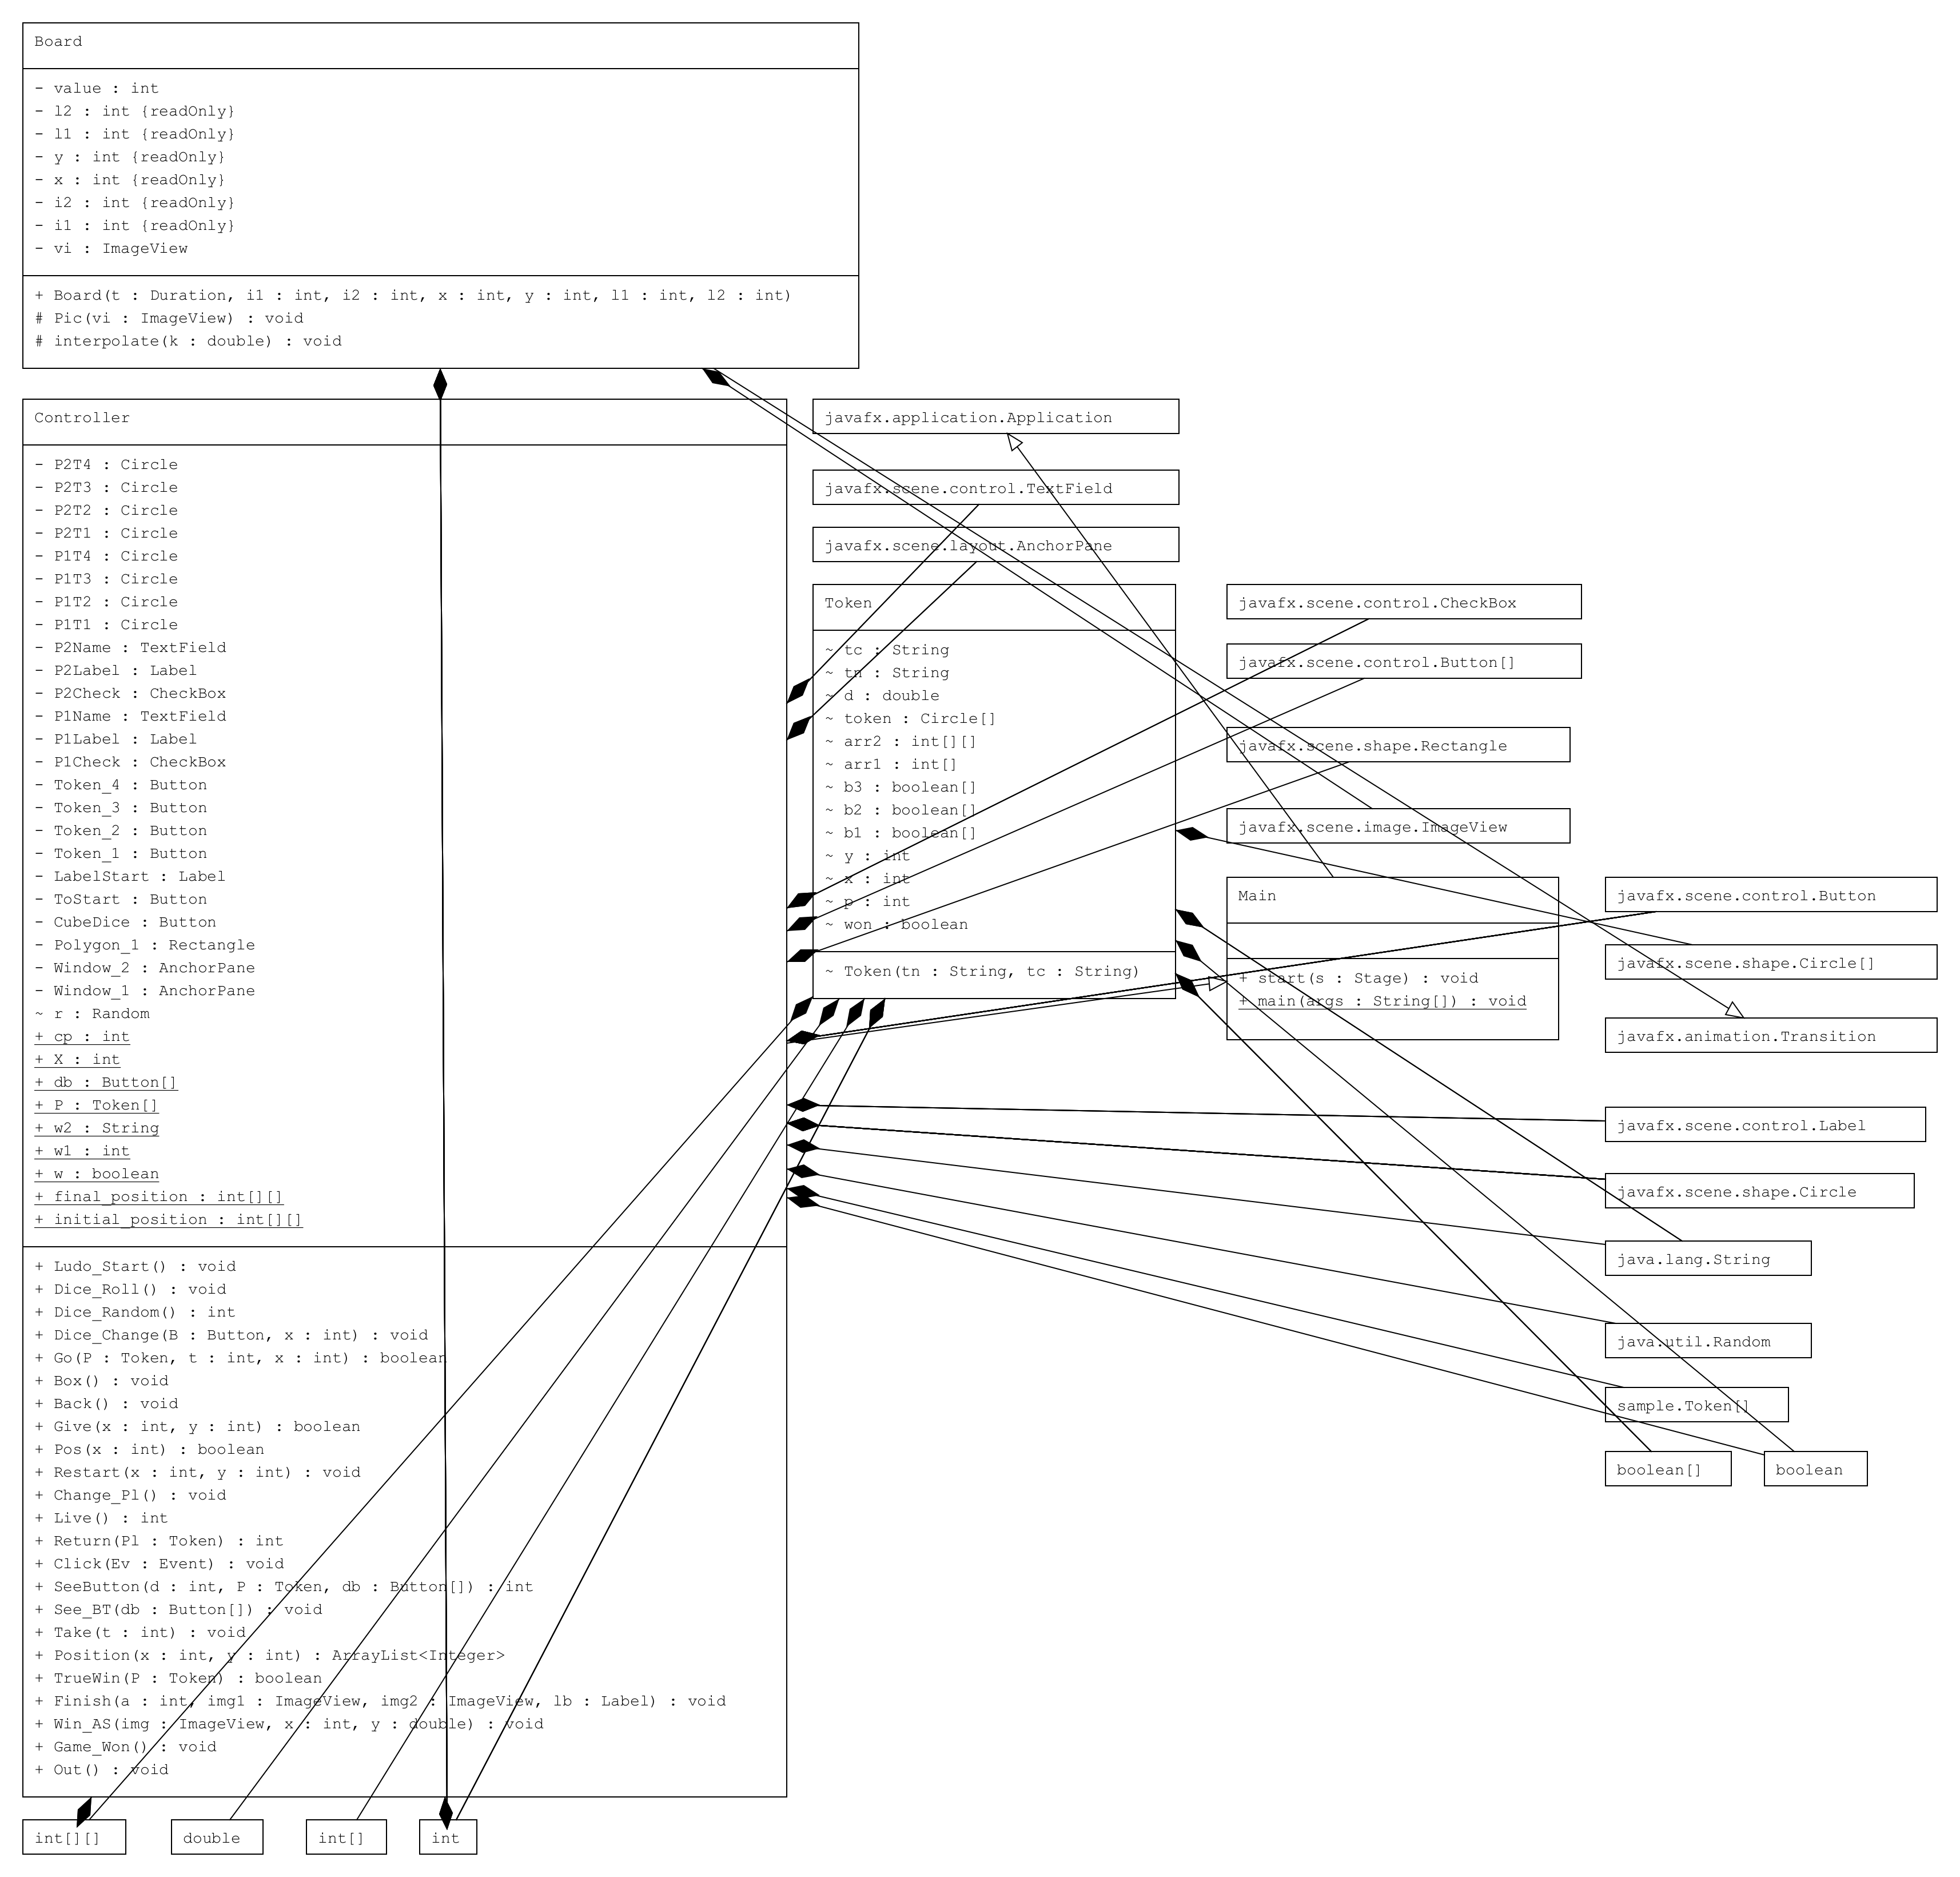 Board
- value : int
- l2 : int {readOnly}
- l1 : int {readOnly}
- y : int {readOnly}
- x : int {readOnly}
- i2 : int {readOnly}
- i1 : int {readOnly}
- vi : ImageView
+ Board(t : Duration, i1 : int, i2 : int, x : int, y : int, l1 : int, l2 : int)
# Pic(vi : ImageView) : void
# interpolate(k : double) : void
Controller
- P2T4 : Circle
- P2T3 : Circle
- P2T2 : Circle
- P2T1 : Circle
- P1T4 : Circle
- P1T3 : Circle
- P1T2 : Circle
- P1T1 : Circle
- P2Name : TextField
- P2Label : Label
- P2Check : CheckBox
- P1Name : TextField
- P1Label : Label
- P1Check : CheckBox
- Token_4 : Button
- Token_3 : Button
- Token_2 : Button
- Token_1 : Button
- LabelStart : Label
- ToStart : Button
- CubeDice : Button
- Polygon_1 : Rectangle
- Window_2 : AnchorPane
- Window_1 : AnchorPane
~ r : Random
+ cp : int
+ X : int
+ db : Button[]
+ P : Token[]
+ w2 : String
+ w1 : int
+ w : boolean
+ final_position : int[][]
+ initial_position : int[][]
+ Ludo_Start() : void
+ Dice_Roll() : void
+ Dice_Random() : int
+ Dice_Change(B : Button, x : int) : void
+ Go(P : Token, t : int, x : int) : boolean
+ Box() : void
+ Back() : void
+ Give(x : int, y : int) : boolean
+ Pos(x : int) : boolean
+ Restart(x : int, y : int) : void
+ Change_Pl() : void
+ Live() : int
+ Return(Pl : Token) : int
+ Click(Ev : Event) : void
+ SeeButton(d : int, P : Token, db : Button[]) : int
+ See_BT(db : Button[]) : void
+ Take(t : int) : void
+ Position(x : int, y : int) : ArrayList<Integer>
+ TrueWin(P : Token) : boolean
+ Finish(a : int, img1 : ImageView, img2 : ImageView, lb : Label) : void
+ Win_AS(img : ImageView, x : int, y : double) : void
+ Game_Won() : void
+ Out() : void
javafx.application.Application
javafx.scene.control.TextField
javafx.scene.layout.AnchorPane
Token
~ tc : String
~ tn : String
~ d : double
~ token : Circle[]
~ arr2 : int[][]
~ arr1 : int[]
~ b3 : boolean[]
~ b2 : boolean[]
~ b1 : boolean[]
~ y : int
~ x : int
~ p : int
~ won : boolean
~ Token(tn : String, tc : String)
javafx.scene.control.CheckBox
javafx.scene.control.Button[]
javafx.scene.shape.Rectangle
javafx.scene.image.ImageView
Main
+ start(s : Stage) : void
+ main(args : String[]) : void
javafx.scene.control.Button
javafx.scene.shape.Circle[]
javafx.animation.Transition
javafx.scene.control.Label
javafx.scene.shape.Circle
java.lang.String
java.util.Random
sample.Token[]
boolean[]
boolean
int[][]
double
int[]
int